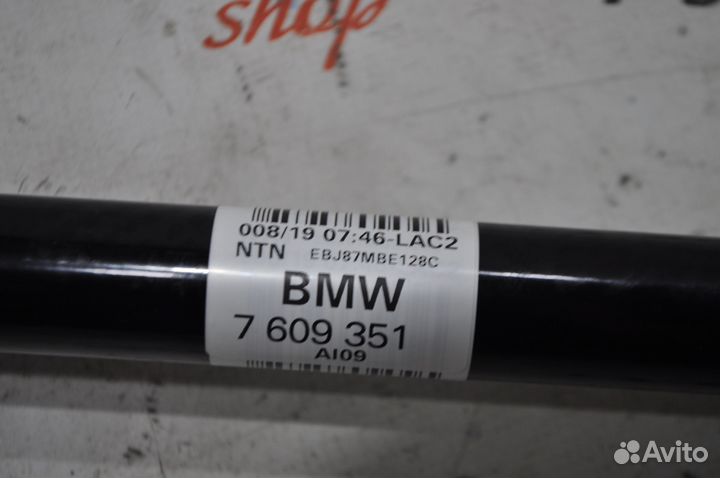 shop
008/19 07:46-LAC2
NTN EBJ87MBE128C
BMW
7 609 351
AI09
Avito